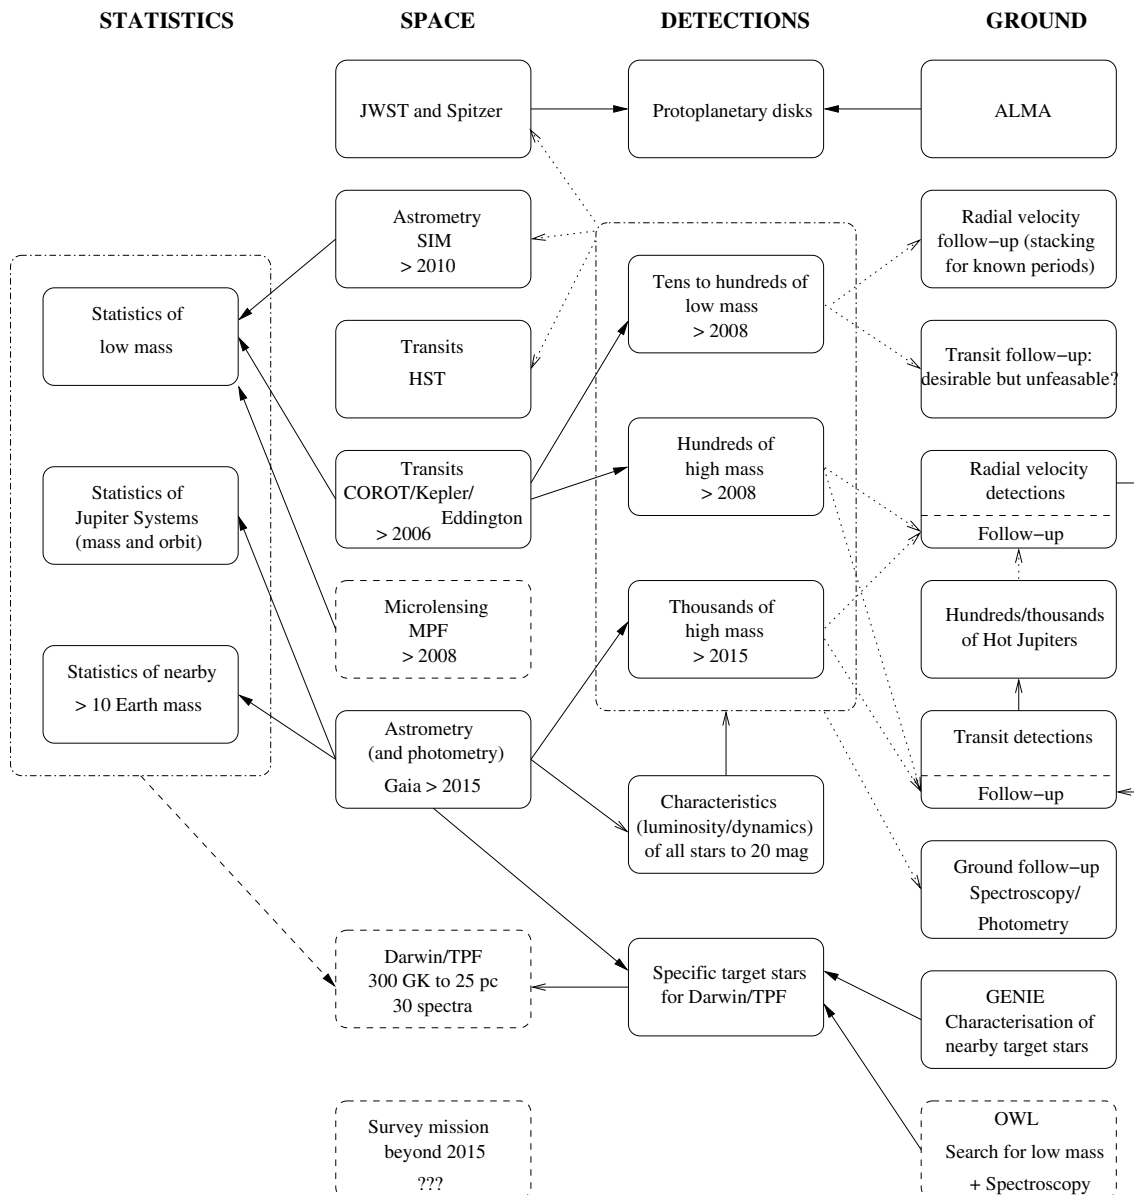 STATISTICS
SPACE
DETECTIONS
GROUND
JWST and Spitzer
Protoplanetary disks
ALMA
Astrometry
SIM
> 2010
Radial velocity
follow−up (stacking
for known periods)
Statistics of
low mass
Tens to hundreds of
low mass
> 2008
Transits
HST
Transit follow−up:
desirable but unfeasable?
Statistics of
Jupiter Systems
(mass and orbit)
Transits
COROT/Kepler/
Eddington
> 2006
Hundreds of
high mass
> 2008
Radial velocity
detections
Follow−up
Microlensing
MPF
> 2008
Thousands of
high mass
> 2015
Hundreds/thousands
of Hot Jupiters
Statistics of nearby
> 10 Earth mass
Astrometry
(and photometry)
Gaia > 2015
Transit detections
Follow−up
Characteristics
(luminosity/dynamics)
of all stars to 20 mag
Ground follow−up
Spectroscopy/
Photometry
Darwin/TPF
300 GK to 25 pc
30 spectra
Specific target stars
for Darwin/TPF
GENIE
Characterisation of
nearby target stars
Survey mission
beyond 2015
???
OWL
Search for low mass
+ Spectroscopy